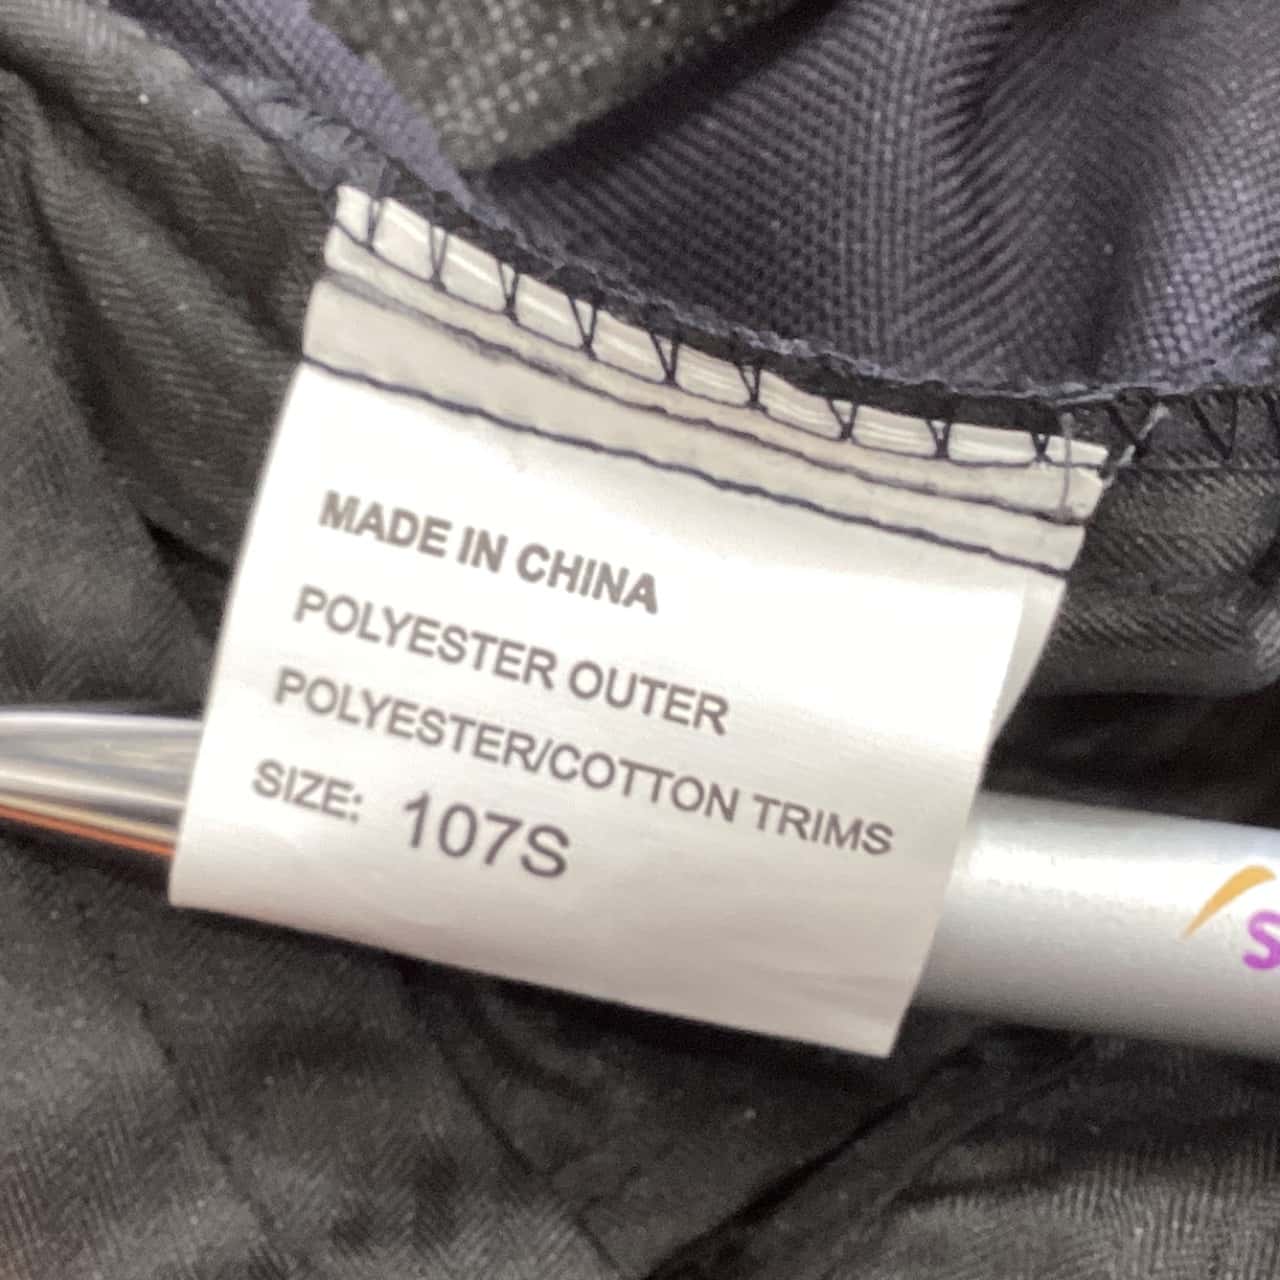 MADE IN CHINA
POLYESTER OUTER
POLYESTER/COTTON TRIMS
SIZE: 107S
S